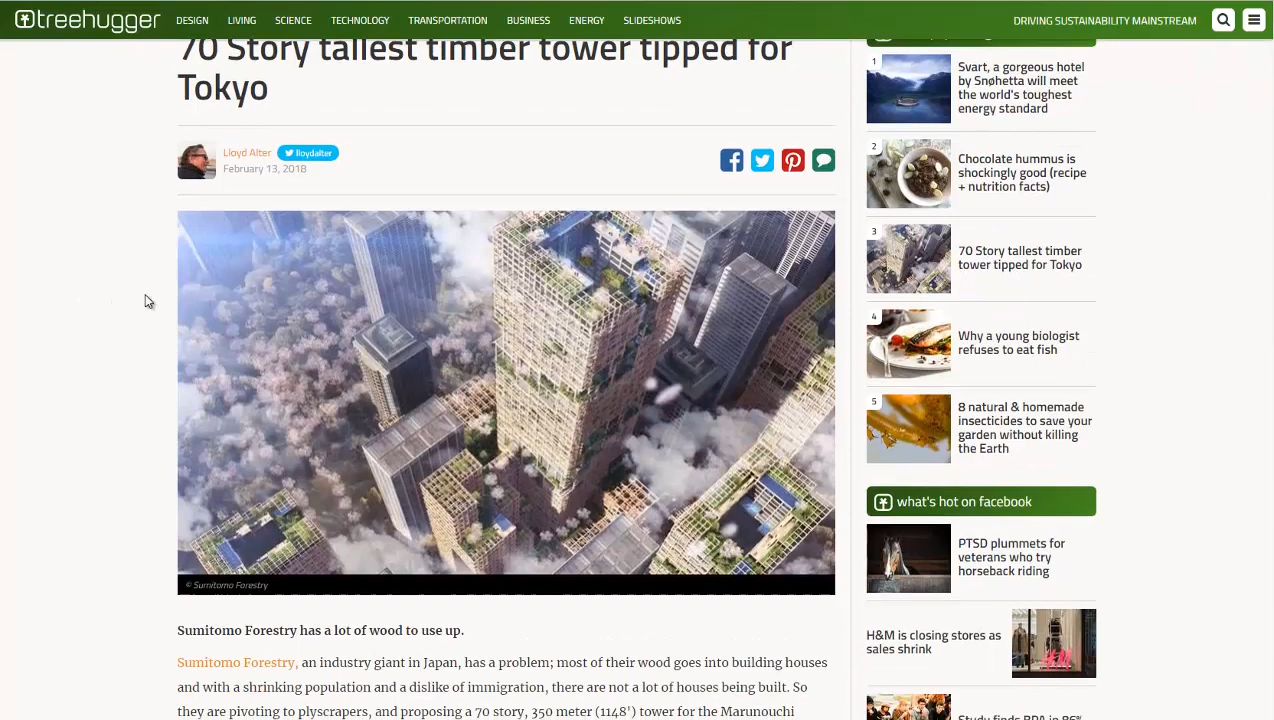 treehugger DESIGN LIVING SCIENCE TECHNOLOGY TRANSPORTATION BUSINESS ENERGY SLIDESHOWS DRIVING SUSTAINABILITY MAINSTREAM
70 Story tallest timber tower tipped for
Tokyo
Lloyd Alter lloydalter
February 13, 2018
© Sumitomo Forestry
Sumitomo Forestry has a lot of wood to use up.
Sumitomo Forestry, an industry giant in Japan, has a problem; most of their wood goes into building houses
and with a shrinking population and a dislike of immigration, there are not a lot of houses being built. So
they are pivoting to plyscrapers, and proposing a 70 story, 350 meter (1148') tower for the Marunouchi
1
Svart, a gorgeous hotel
by Snøhetta will meet
the world's toughest
energy standard
2
Chocolate hummus is
shockingly good (recipe
+ nutrition facts)
3
70 Story tallest timber
tower tipped for Tokyo
4
Why a young biologist
refuses to eat fish
5
8 natural & homemade
insecticides to save your
garden without killing
the Earth
what's hot on facebook
PTSD plummets for
veterans who try
horseback riding
H&M is closing stores as
sales shrink
H&M
Study finds BPA in 86%